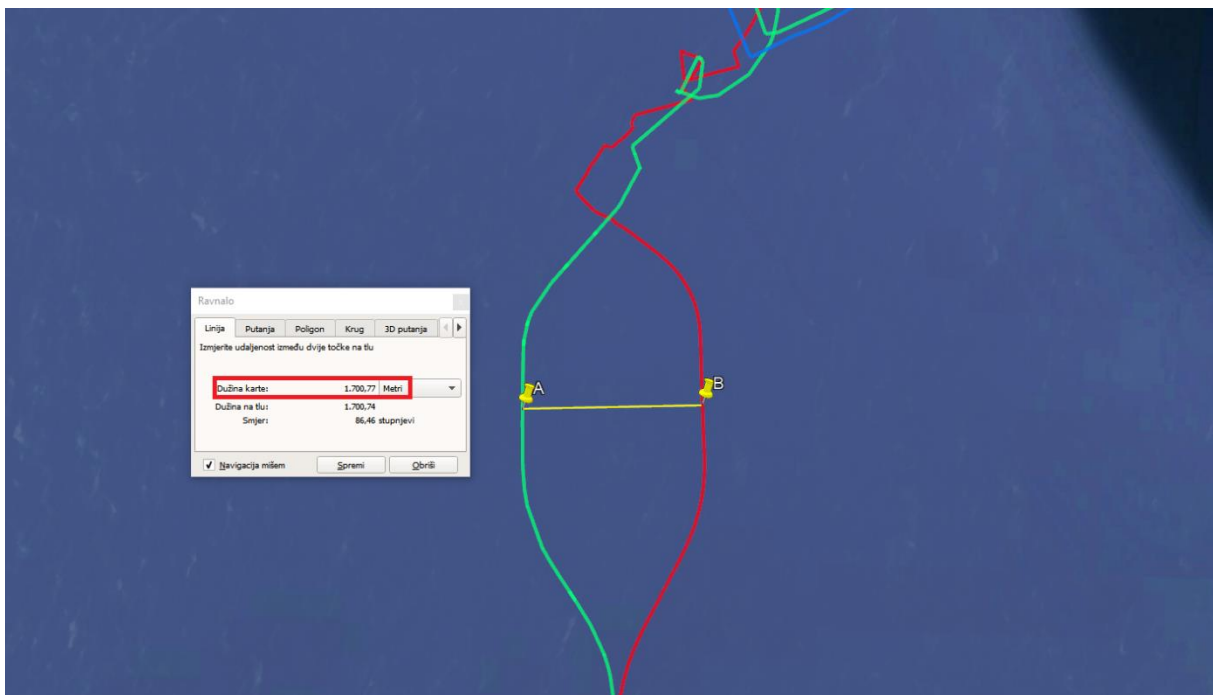 Ravnalo
Linija Putanja Poligon Krug 3D putanja
Izmjerite udaljenost između dvije točke na tlu
Dužina karte: 1.700,77 Metri
Dužina na tlu: 1.700,74
Smjer: 86,46 stupnjevi
Navigacija mišem Spremi Obriši
A
B